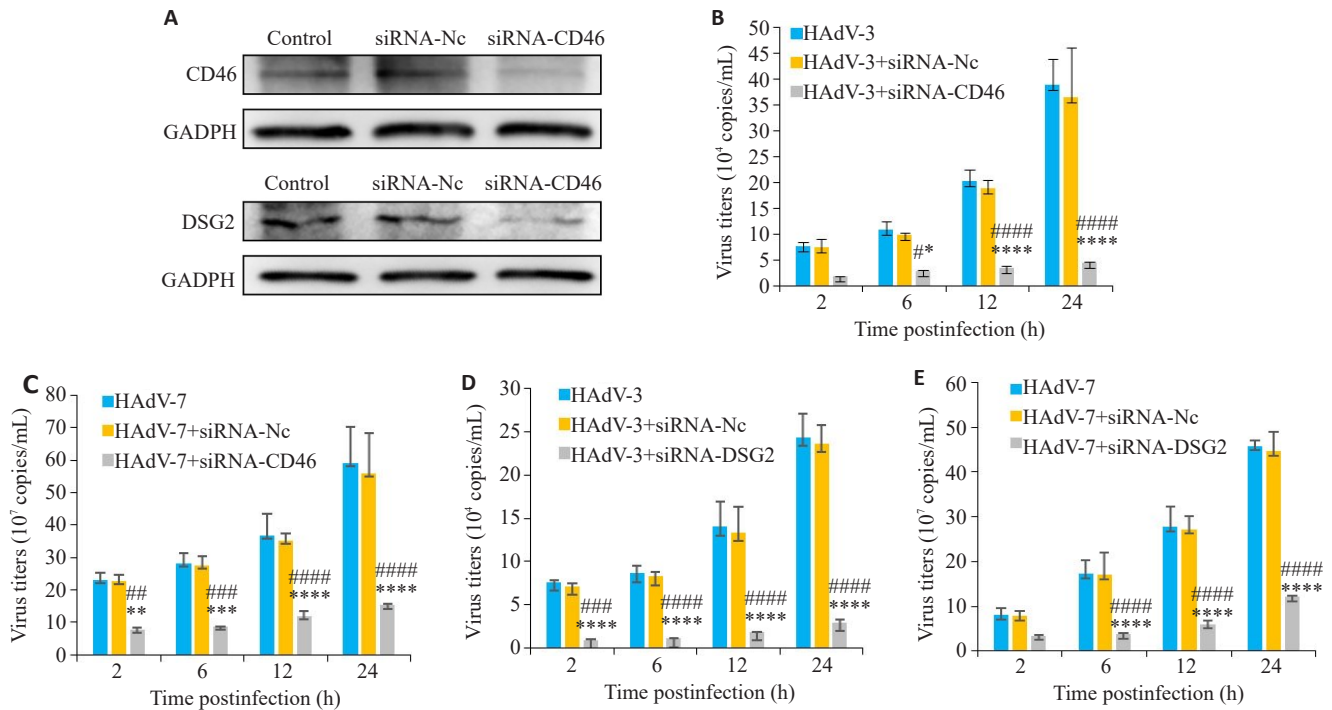 A
Control siRNA-Nc siRNA-CD46
CD46
GADPH
Control siRNA-Nc siRNA-CD46
DSG2
GADPH
B
Virus titers (10⁴ copies/mL)
50
45
40
35
30
25
20
15
10
5
0
HAdV-3
HAdV-3+siRNA-Nc
HAdV-3+siRNA-CD46
#*
####
****
####
****
2 6 12 24
Time postinfection (h)
C
Virus titers (10⁷ copies/mL)
80
70
60
50
40
30
20
10
0
HAdV-7
HAdV-7+siRNA-Nc
HAdV-7+siRNA-CD46
##
**
###
***
####
****
####
****
2 6 12 24
Time postinfection (h)
D
Virus titers (10⁴ copies/mL)
30
25
20
15
10
5
0
HAdV-3
HAdV-3+siRNA-Nc
HAdV-3+siRNA-DSG2
###
****
####
****
####
****
####
****
2 6 12 24
Time postinfection (h)
E
Virus titers (10⁷ copies/mL)
60
50
40
30
20
10
0
HAdV-7
HAdV-7+siRNA-Nc
HAdV-7+siRNA-DSG2
####
****
####
****
####
****
2 6 12 24
Time postinfection (h)